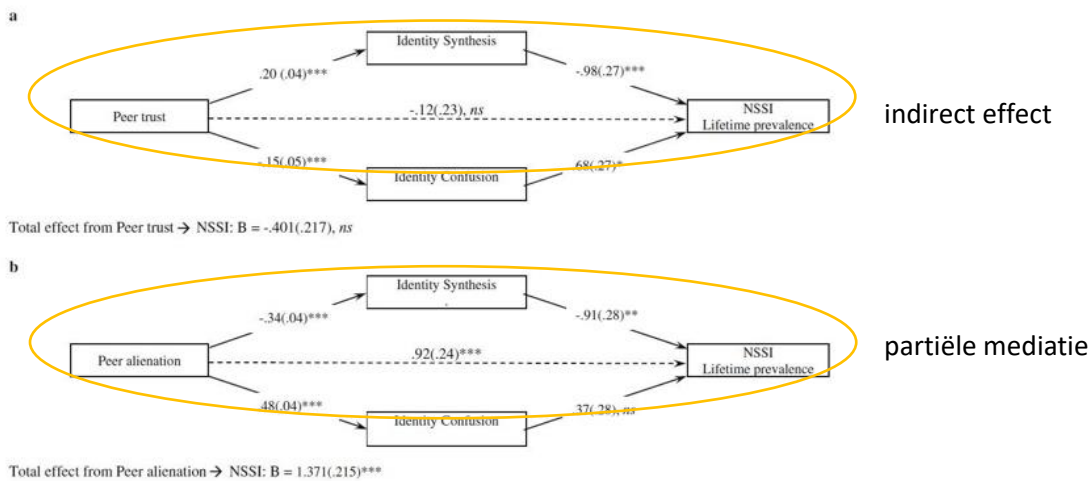 a
Identity Synthesis
.20 (.04)***
-.98(.27)***
Peer trust
-.12(.23), ns
NSSI
Lifetime prevalence
indirect effect
-.15(.05)***
.68(.27)*
Identity Confusion
Total effect from Peer trust → NSSI: B = -.401(.217), ns
b
Identity Synthesis
-.34(.04)***
-.91(.28)**
Peer alienation
.92(.24)***
NSSI
Lifetime prevalence
partiële mediatie
.48(.04)***
.37(.28), ns
Identity Confusion
Total effect from Peer alienation → NSSI: B = 1.371(.215)***